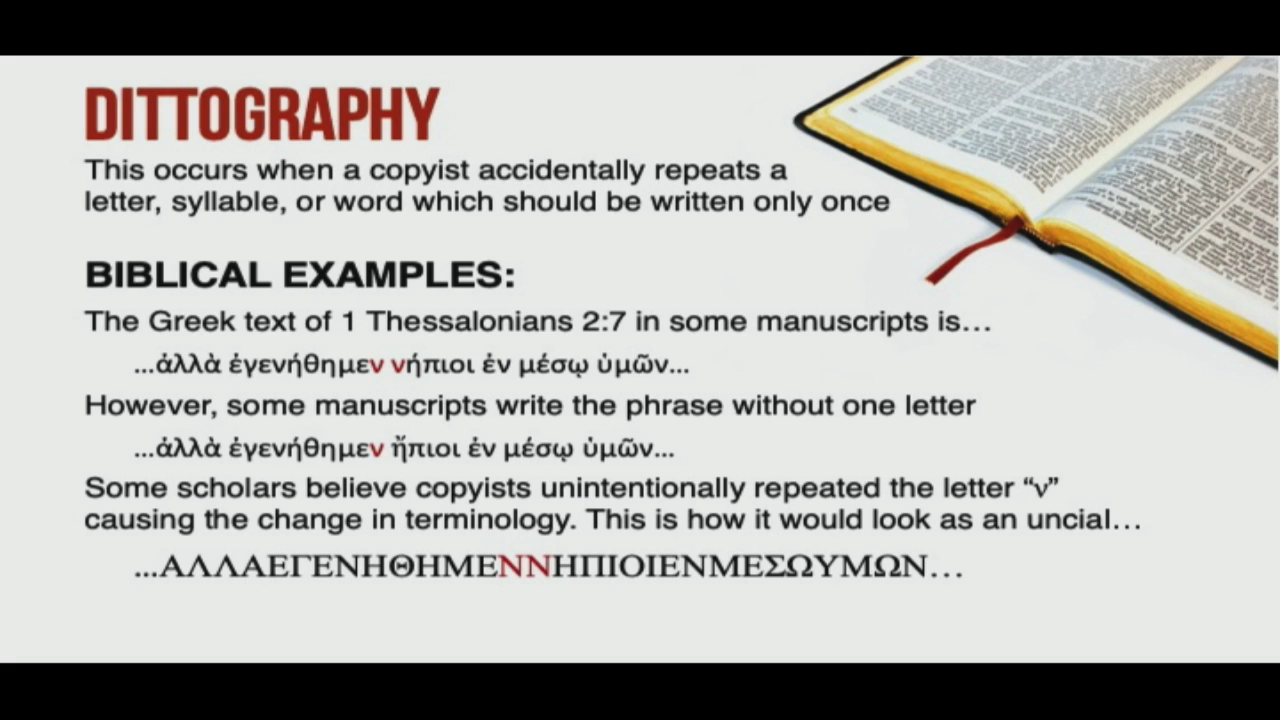 DITTOGRAPHY
This occurs when a copyist accidentally repeats a
letter, syllable, or word which should be written only once
BIBLICAL EXAMPLES:
The Greek text of 1 Thessalonians 2:7 in some manuscripts is…
...ἀλλὰ ἐγενήθημεν νήπιοι ἐν μέσῳ ὑμῶν...
However, some manuscripts write the phrase without one letter
...ἀλλὰ ἐγενήθημεν ἤπιοι ἐν μέσῳ ὑμῶν...
Some scholars believe copyists unintentionally repeated the letter “ν”
causing the change in terminology. This is how it would look as an uncial…
...ΑΛΛΑΕΓΕΝΗΘΗΜΕΝΝΗΠΙΟΙΕΝΜΕΣΩΥΜΩΝ…